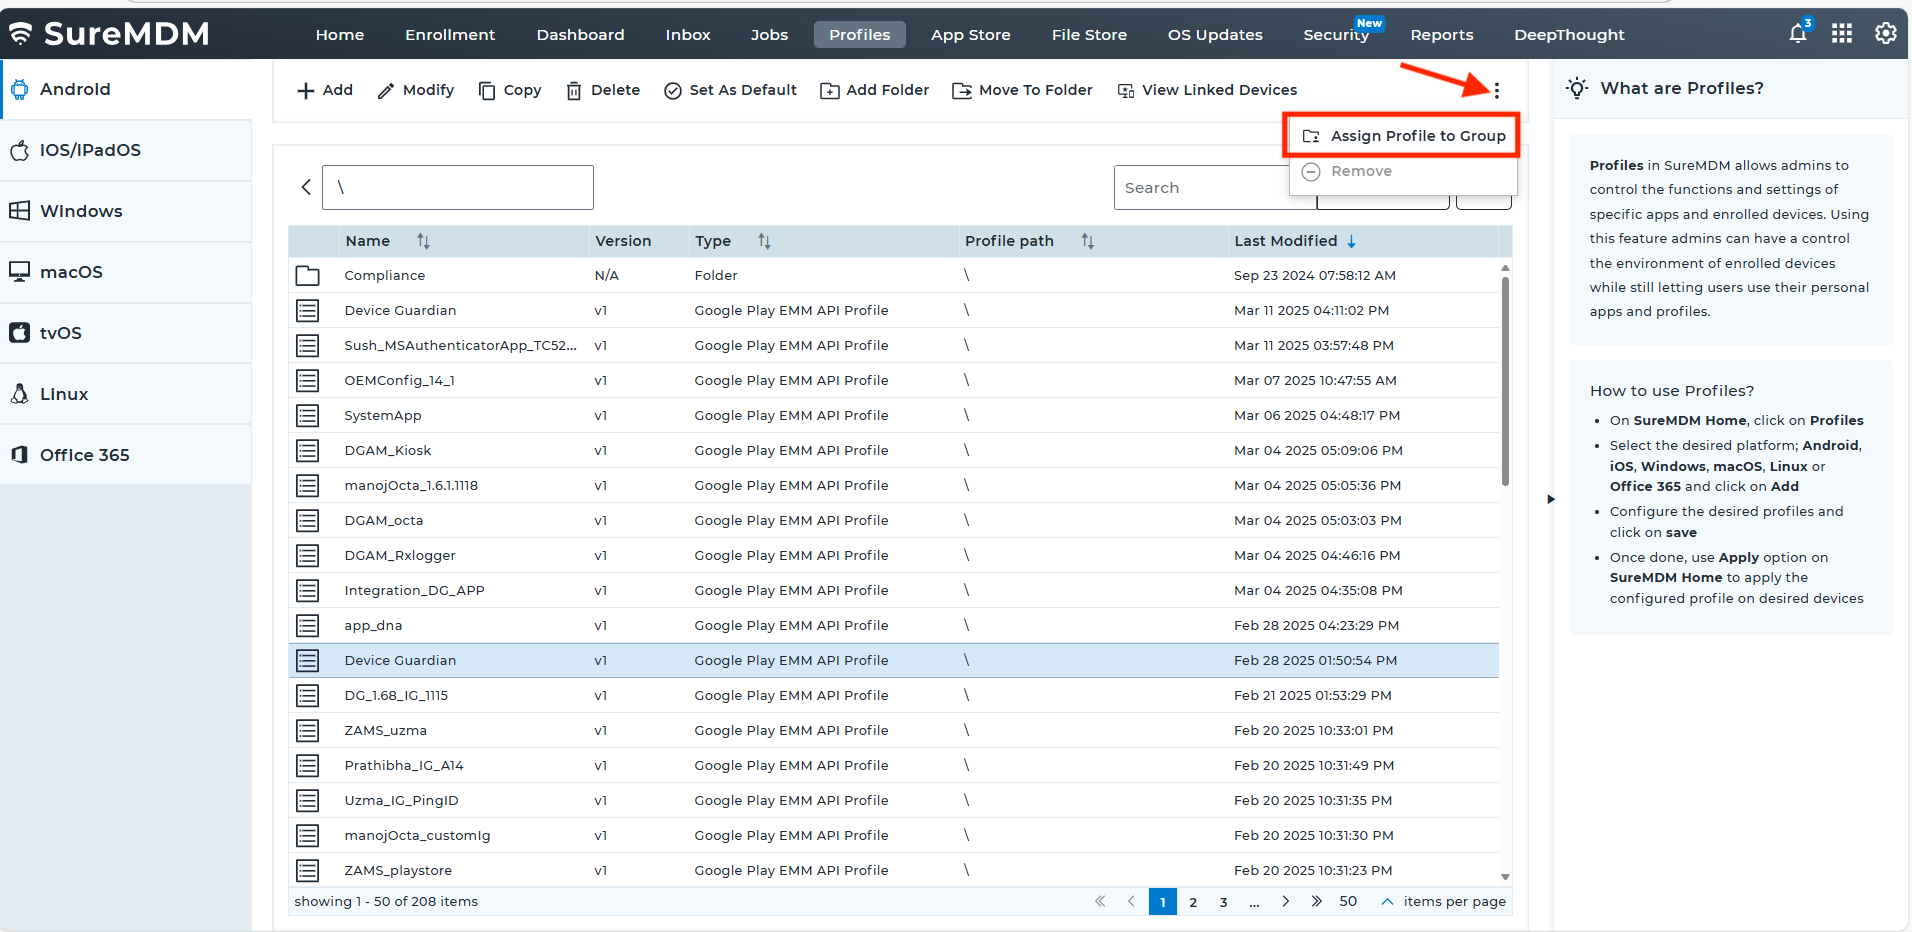 SureMDM
Home Enrollment Dashboard Inbox Jobs Profiles App Store File Store OS Updates Security New Reports DeepThought 3
Android
iOS/iPadOS
Windows
macOS
tvOS
Linux
Office 365
Add Modify Copy Delete Set As Default Add Folder Move To Folder View Linked Devices
Assign Profile to Group
Remove
\
Search
Name Version Type Profile path Last Modified
Compliance N/A Folder \ Sep 23 2024 07:58:12 AM
Device Guardian v1 Google Play EMM API Profile \ Mar 11 2025 04:11:02 PM
Sush_MSAuthenticatorApp_TC52... v1 Google Play EMM API Profile \ Mar 11 2025 03:57:48 PM
OEMConfig_14_1 v1 Google Play EMM API Profile \ Mar 07 2025 10:47:55 AM
SystemApp v1 Google Play EMM API Profile \ Mar 06 2025 04:48:17 PM
DGAM_Kiosk v1 Google Play EMM API Profile \ Mar 04 2025 05:09:06 PM
manojOcta_1.6.1.1118 v1 Google Play EMM API Profile \ Mar 04 2025 05:05:36 PM
DGAM_octa v1 Google Play EMM API Profile \ Mar 04 2025 05:03:03 PM
DGAM_Rxlogger v1 Google Play EMM API Profile \ Mar 04 2025 04:46:16 PM
Integration_DG_APP v1 Google Play EMM API Profile \ Mar 04 2025 04:35:08 PM
app_dna v1 Google Play EMM API Profile \ Feb 28 2025 04:23:29 PM
Device Guardian v1 Google Play EMM API Profile \ Feb 28 2025 01:50:54 PM
DG_1.68_IG_1115 v1 Google Play EMM API Profile \ Feb 21 2025 01:53:29 PM
ZAMS_uzma v1 Google Play EMM API Profile \ Feb 20 2025 10:33:01 PM
Prathibha_IG_A14 v1 Google Play EMM API Profile \ Feb 20 2025 10:31:49 PM
Uzma_IG_PingID v1 Google Play EMM API Profile \ Feb 20 2025 10:31:35 PM
manojOcta_customIg v1 Google Play EMM API Profile \ Feb 20 2025 10:31:30 PM
ZAMS_playstore v1 Google Play EMM API Profile \ Feb 20 2025 10:31:23 PM
showing 1 - 50 of 208 items « ‹ 1 2 3 ... › » 50 items per page
What are Profiles?
Profiles in SureMDM allows admins to
control the functions and settings of
specific apps and enrolled devices. Using
this feature admins can have a control
the environment of enrolled devices
while still letting users use their personal
apps and profiles.
How to use Profiles?
• On SureMDM Home, click on Profiles
• Select the desired platform; Android,
iOS, Windows, macOS, Linux or
Office 365 and click on Add
• Configure the desired profiles and
click on save
• Once done, use Apply option on
SureMDM Home to apply the
configured profile on desired devices